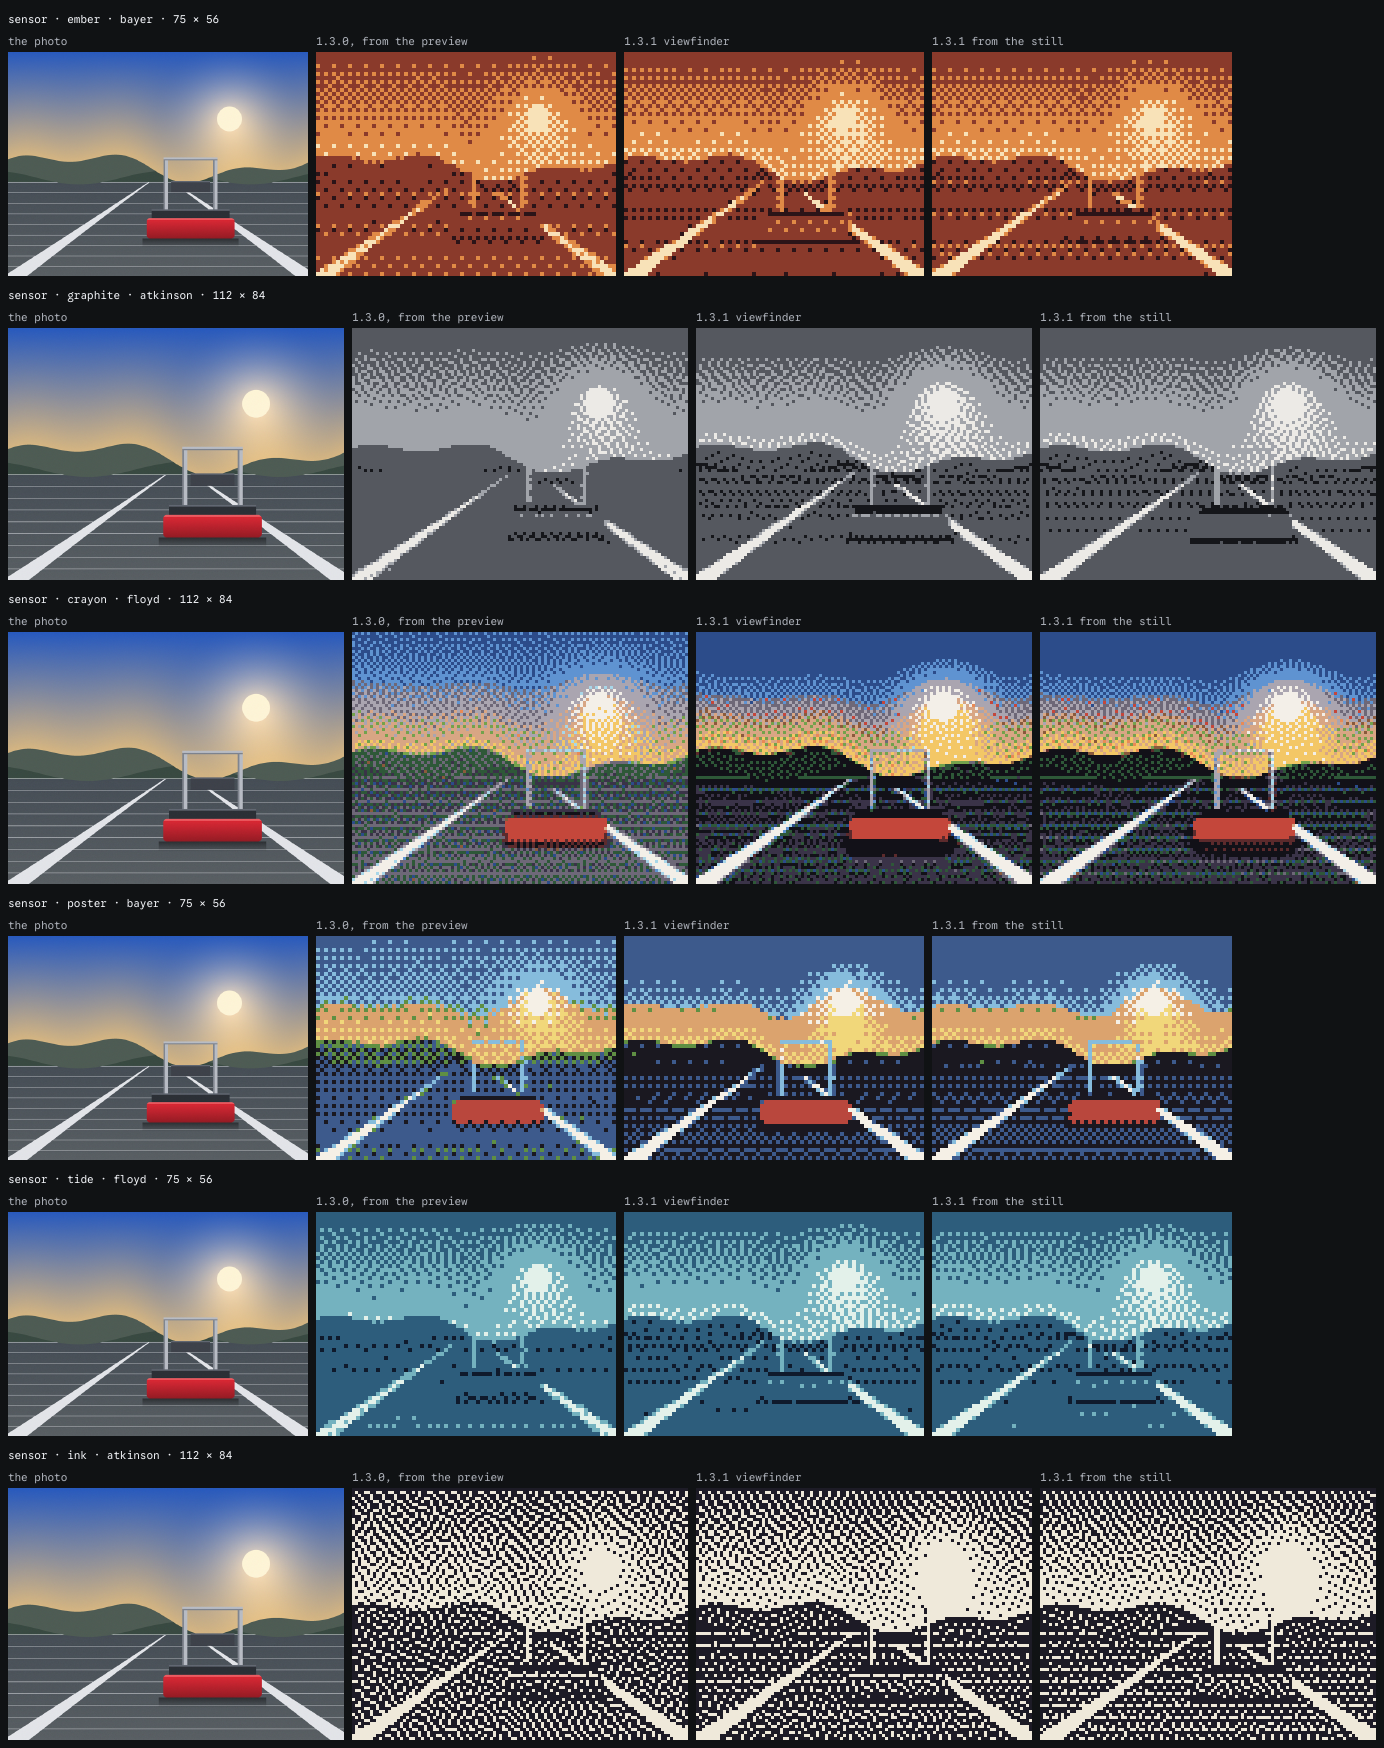 sensor · ember · bayer · 75 × 56
the photo
1.3.0, from the preview
1.3.1 viewfinder
1.3.1 from the still
sensor · graphite · atkinson · 112 × 84
the photo
1.3.0, from the preview
1.3.1 viewfinder
1.3.1 from the still
sensor · crayon · floyd · 112 × 84
the photo
1.3.0, from the preview
1.3.1 viewfinder
1.3.1 from the still
sensor · poster · bayer · 75 × 56
the photo
1.3.0, from the preview
1.3.1 viewfinder
1.3.1 from the still
sensor · tide · floyd · 75 × 56
the photo
1.3.0, from the preview
1.3.1 viewfinder
1.3.1 from the still
sensor · ink · atkinson · 112 × 84
the photo
1.3.0, from the preview
1.3.1 viewfinder
1.3.1 from the still